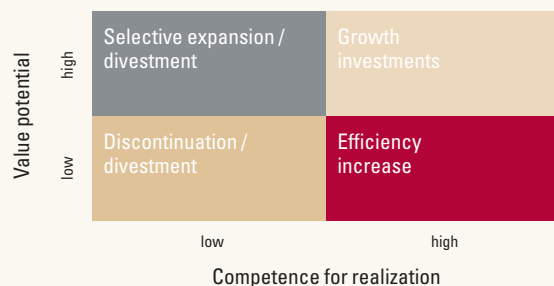 Value potential
high
low
Selective expansion /
divestment
Growth
investments
Discontinuation /
divestment
Efficiency
increase
low
high
Competence for realization